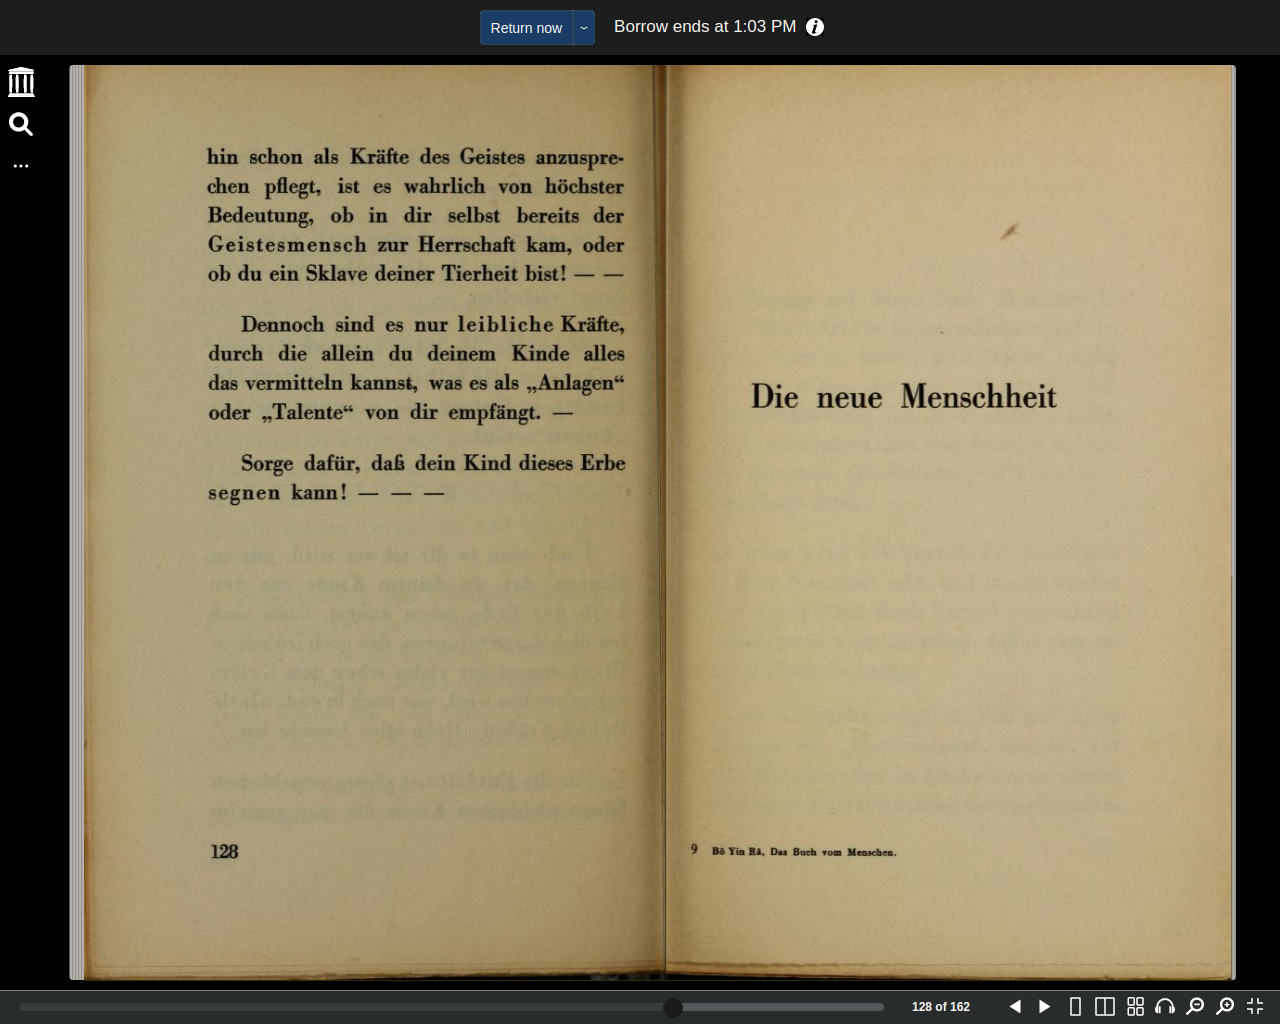 Return now
Borrow ends at 1:03 PM
hin schon als Kräfte des Geistes anzuspre-
chen pflegt, ist es wahrlich von höchster
Bedeutung, ob in dir selbst bereits der
Geistesmensch zur Herrschaft kam, oder
ob du ein Sklave deiner Tierheit bist! — —
Dennoch sind es nur leibliche Kräfte,
durch die allein du deinem Kinde alles
das vermitteln kannst, was es als „Anlagen“
oder „Talente“ von dir empfängt. —
Sorge dafür, daß dein Kind dieses Erbe
segnen kann! — — —
128
Die neue Menschheit
9 Bô Yin Râ, Das Buch vom Menschen.
128 of 162